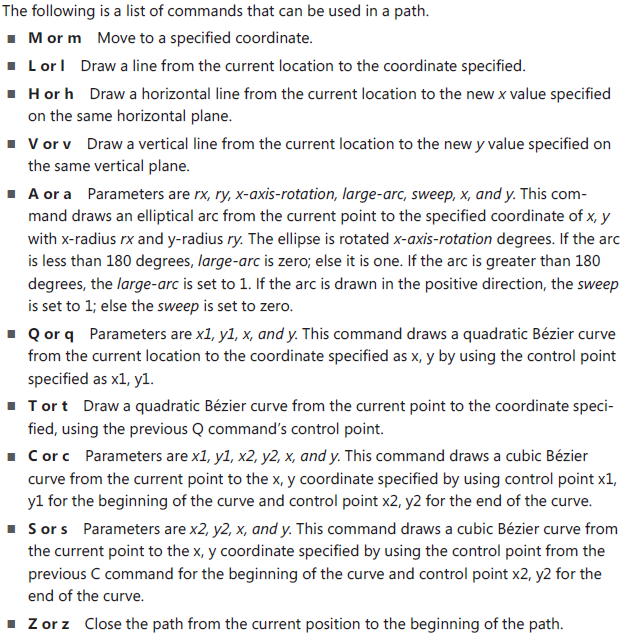 The following is a list of commands that can be used in a path.
■ M or m Move to a specified coordinate.
■ L or l Draw a line from the current location to the coordinate specified.
■ H or h Draw a horizontal line from the current location to the new x value specified
on the same horizontal plane.
■ V or v Draw a vertical line from the current location to the new y value specified on
the same vertical plane.
■ A or a Parameters are rx, ry, x-axis-rotation, large-arc, sweep, x, and y. This com-
mand draws an elliptical arc from the current point to the specified coordinate of x, y
with x-radius rx and y-radius ry. The ellipse is rotated x-axis-rotation degrees. If the arc
is less than 180 degrees, large-arc is zero; else it is one. If the arc is greater than 180
degrees, the large-arc is set to 1. If the arc is drawn in the positive direction, the sweep
is set to 1; else the sweep is set to zero.
■ Q or q Parameters are x1, y1, x, and y. This command draws a quadratic Bézier curve
from the current location to the coordinate specified as x, y by using the control point
specified as x1, y1.
■ T or t Draw a quadratic Bézier curve from the current point to the coordinate speci-
fied, using the previous Q command's control point.
■ C or c Parameters are x1, y1, x2, y2, x, and y. This command draws a cubic Bézier
curve from the current point to the x, y coordinate specified by using control point x1,
y1 for the beginning of the curve and control point x2, y2 for the end of the curve.
■ S or s Parameters are x2, y2, x, and y. This command draws a cubic Bézier curve from
the current point to the x, y coordinate specified by using the control point from the
previous C command for the beginning of the curve and control point x2, y2 for the
end of the curve.
■ Z or z Close the path from the current position to the beginning of the path.